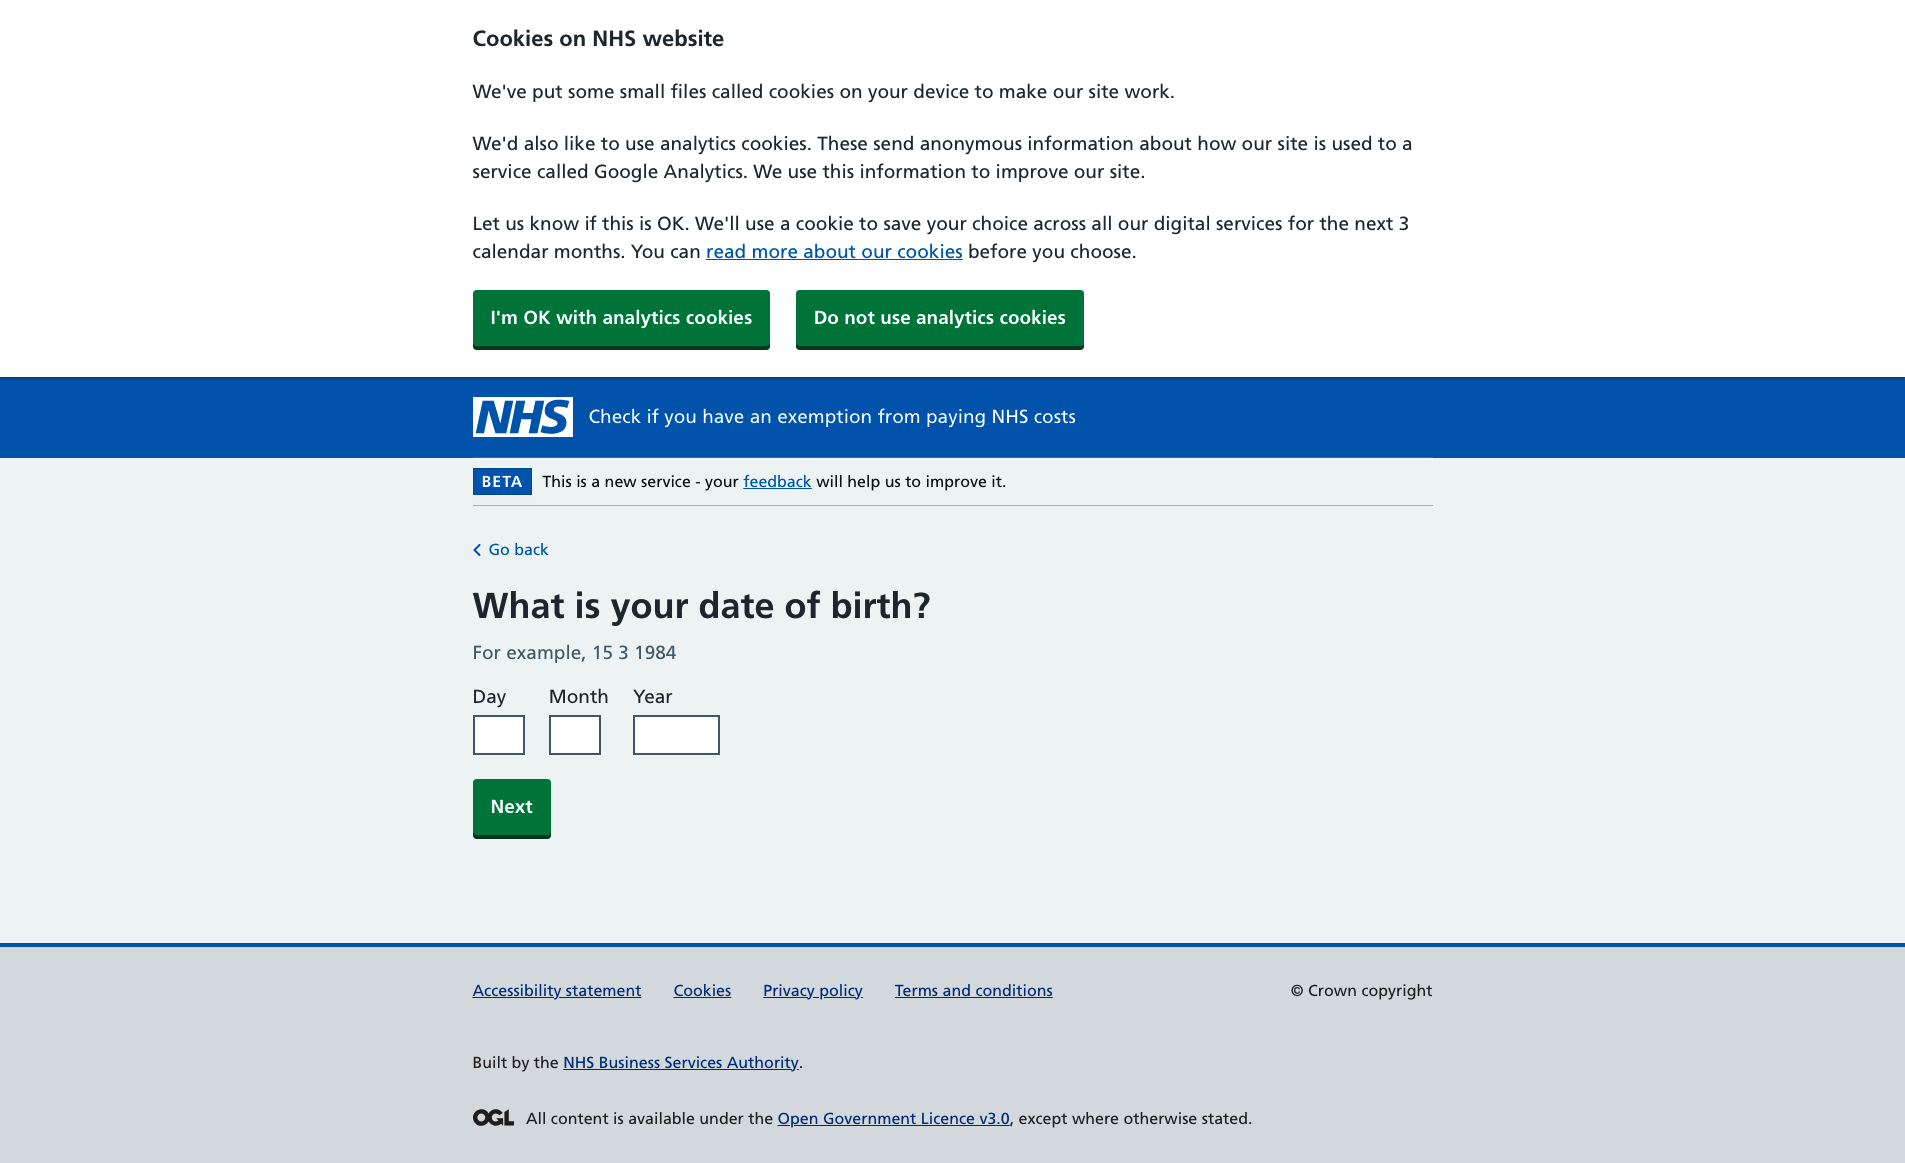 Cookies on NHS website
We've put some small files called cookies on your device to make our site work.
We'd also like to use analytics cookies. These send anonymous information about how our site is used to a
service called Google Analytics. We use this information to improve our site.
Let us know if this is OK. We'll use a cookie to save your choice across all our digital services for the next 3
calendar months. You can read more about our cookies before you choose.
I'm OK with analytics cookies Do not use analytics cookies
NHS Check if you have an exemption from paying NHS costs
BETA This is a new service - your feedback will help us to improve it.
Go back
What is your date of birth?
For example, 15 3 1984
Day Month Year
Next
Accessibility statement Cookies Privacy policy Terms and conditions © Crown copyright
Built by the NHS Business Services Authority.
OGL All content is available under the Open Government Licence v3.0, except where otherwise stated.